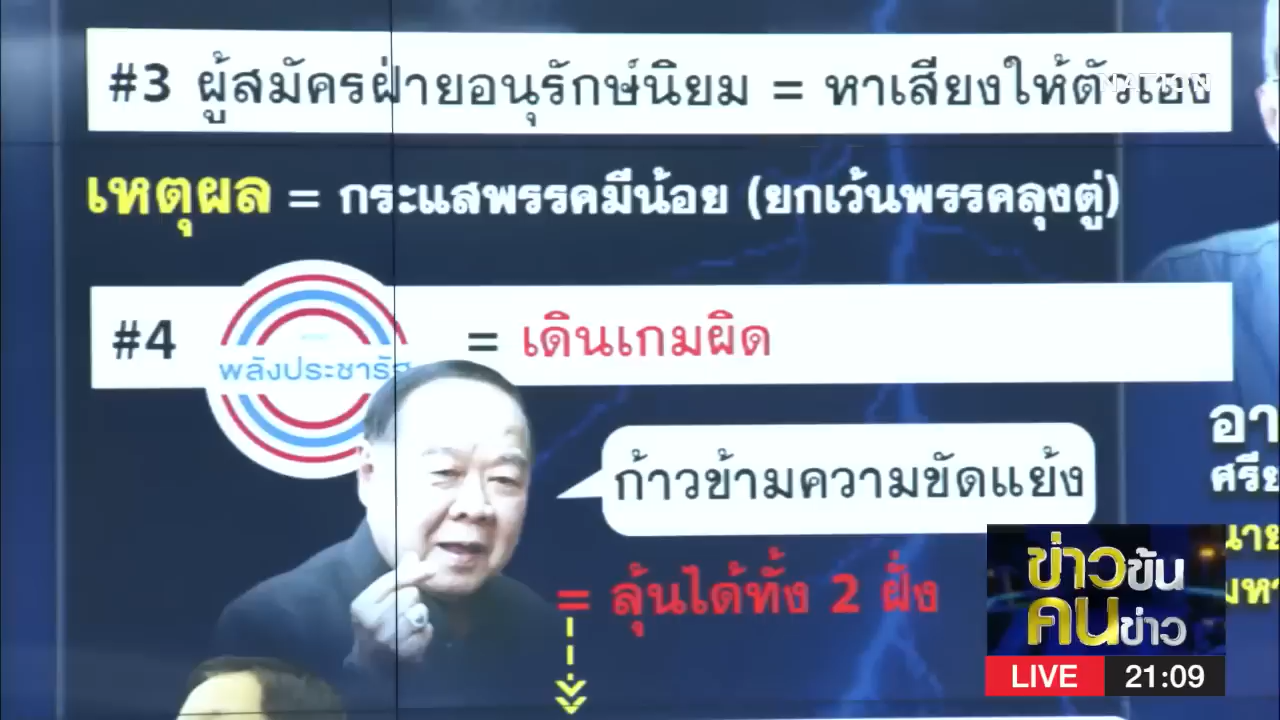 #3 ผู้สมัครฝ่ายอนุรักษ์นิยม = หาเสียงให้ตัวเอง
NATION
เหตุผล = กระแสพรรคมีน้อย (ยกเว้นพรรคลุงตู่)
#4 พลังประชารัฐ = เดินเกมผิด
ก้าวข้ามความขัดแย้ง
= ลุ้นได้ทั้ง 2 ฝั่ง
ข่าวข้น
คนข่าว
LIVE 21:09